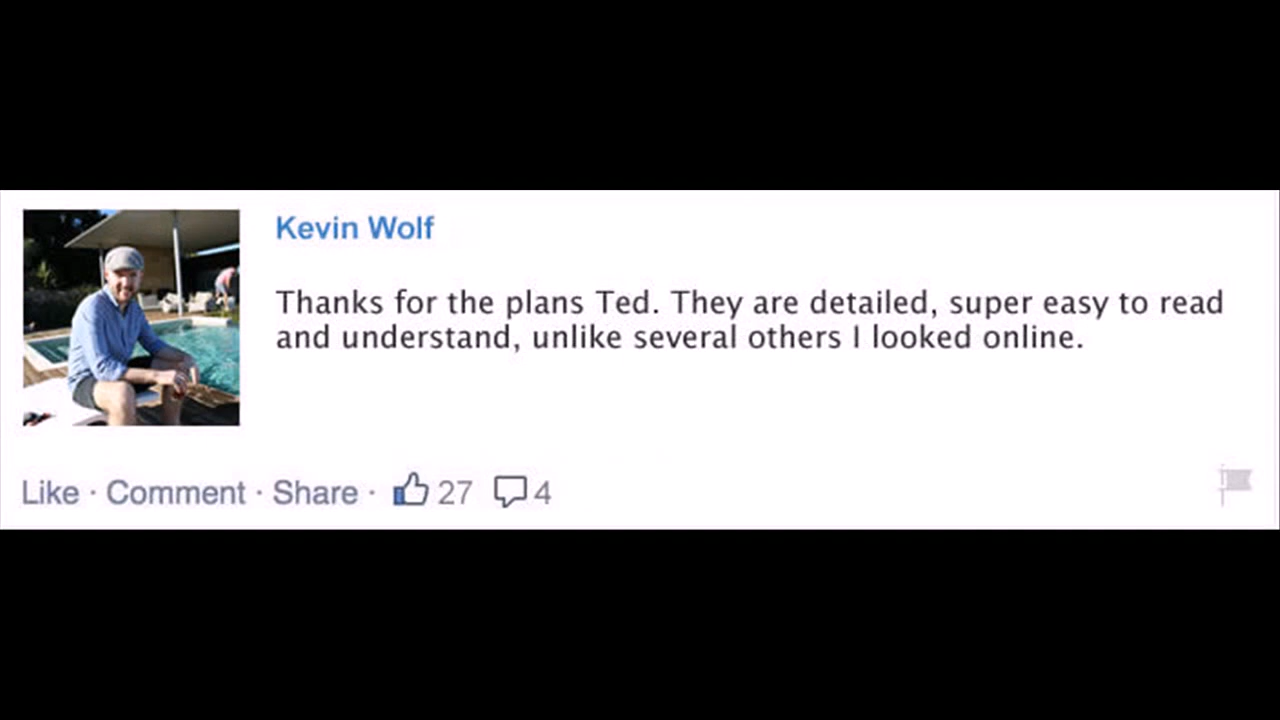 Kevin Wolf
Thanks for the plans Ted. They are detailed, super easy to read
and understand, unlike several others I looked online.
Like · Comment · Share · 27 4